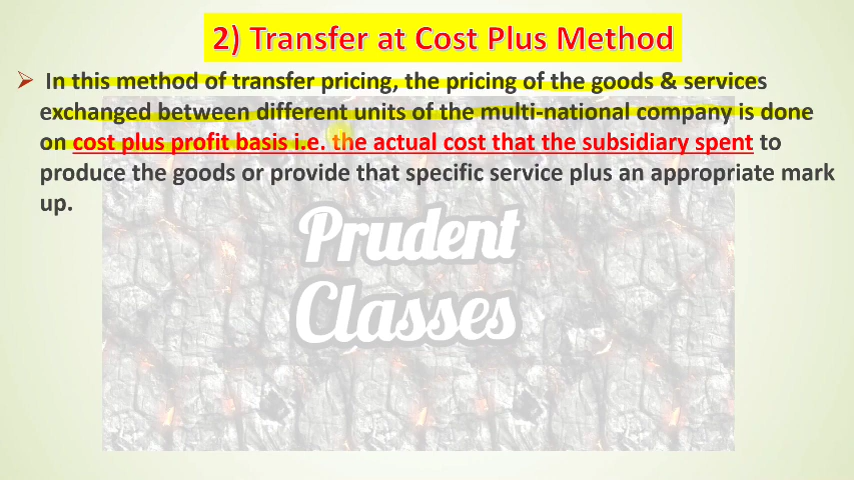 2) Transfer at Cost Plus Method
➢ In this method of transfer pricing, the pricing of the goods & services
exchanged between different units of the multi-national company is done
on cost plus profit basis i.e. the actual cost that the subsidiary spent to
produce the goods or provide that specific service plus an appropriate mark
up.
Prudent
Classes